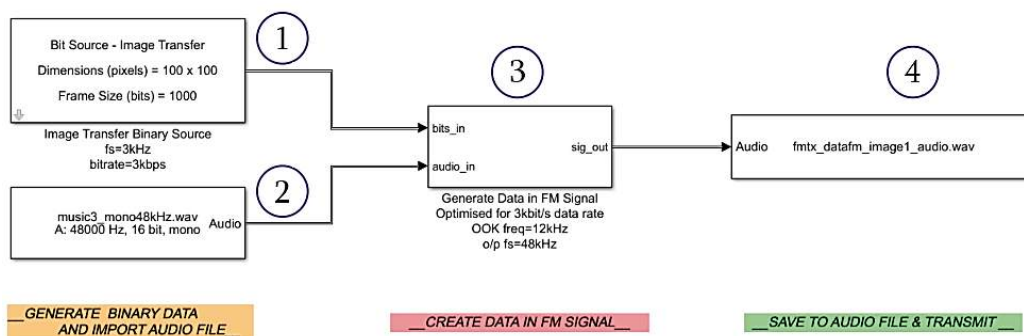 Bit Source - Image Transfer
Dimensions (pixels) = 100 x 100
Frame Size (bits) = 1000
1
Image Transfer Binary Source
fs=3kHz
bitrate=3kbps
music3_mono48kHz.wav
A: 48000 Hz, 16 bit, mono
Audio
2
3
bits_in
audio_in
sig_out
Generate Data in FM Signal
Optimised for 3kbit/s data rate
OOK freq=12kHz
o/p fs=48kHz
4
Audio
fmtx_datafm_image1_audio.wav
__GENERATE BINARY DATA
AND IMPORT AUDIO FILE__
__CREATE DATA IN FM SIGNAL__
__SAVE TO AUDIO FILE & TRANSMIT__